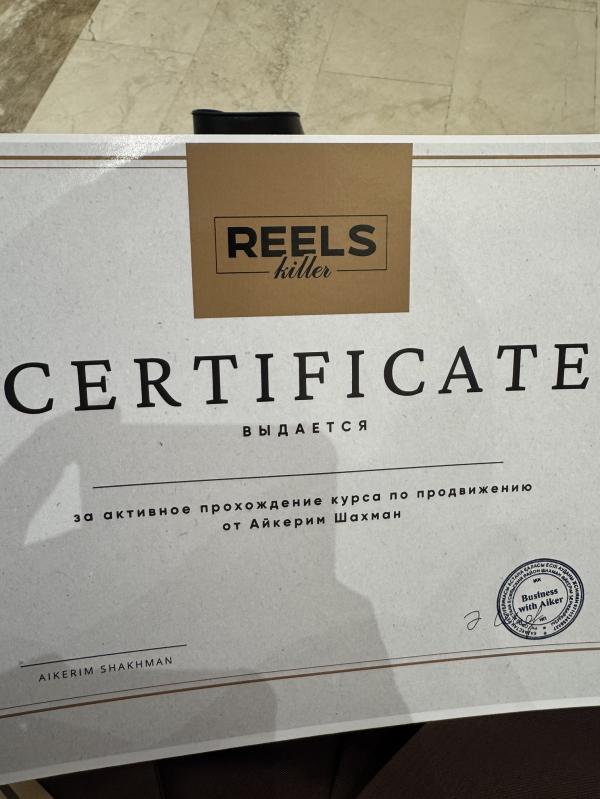 REELS
killer
CERTIFICATE
ВЫДАЕТСЯ
за активное прохождение курса по продвижению
от Айкерим Шахман
Business
with Aiker
AIKERIM SHAKHMAN